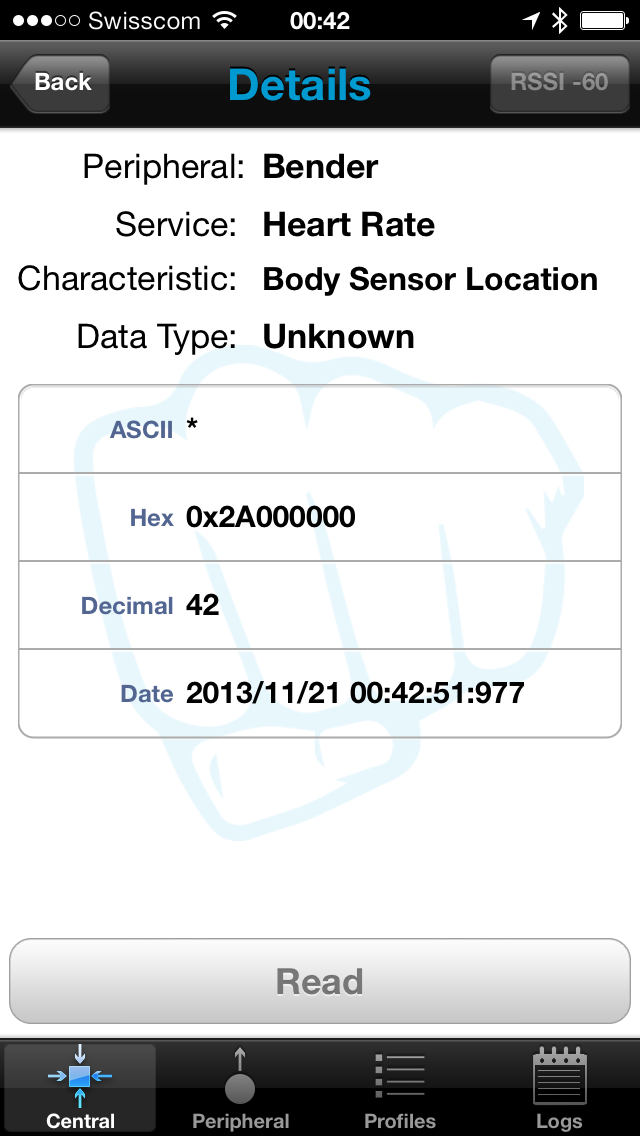 Swisscom 00:42
Back Details RSSI -60
Peripheral: Bender
Service: Heart Rate
Characteristic: Body Sensor Location
Data Type: Unknown
ASCII *
Hex 0x2A000000
Decimal 42
Date 2013/11/21 00:42:51:977
Read
Central Peripheral Profiles Logs